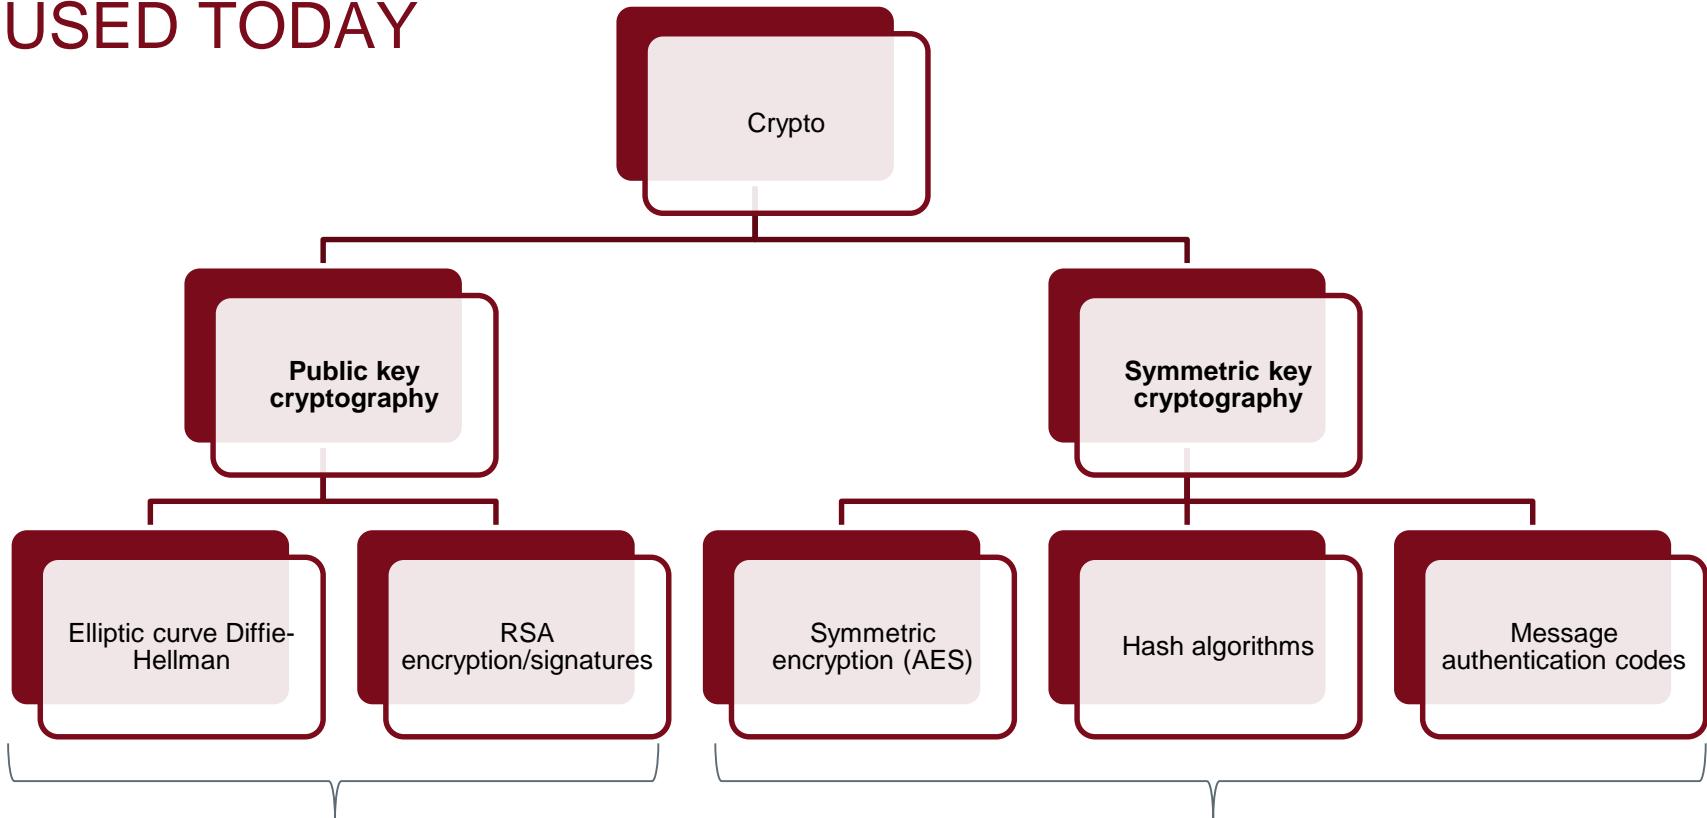 USED TODAY
Crypto
Public key
cryptography
Symmetric key
cryptography
Elliptic curve Diffie-
Hellman
RSA
encryption/signatures
Symmetric
encryption (AES)
Hash algorithms
Message
authentication codes